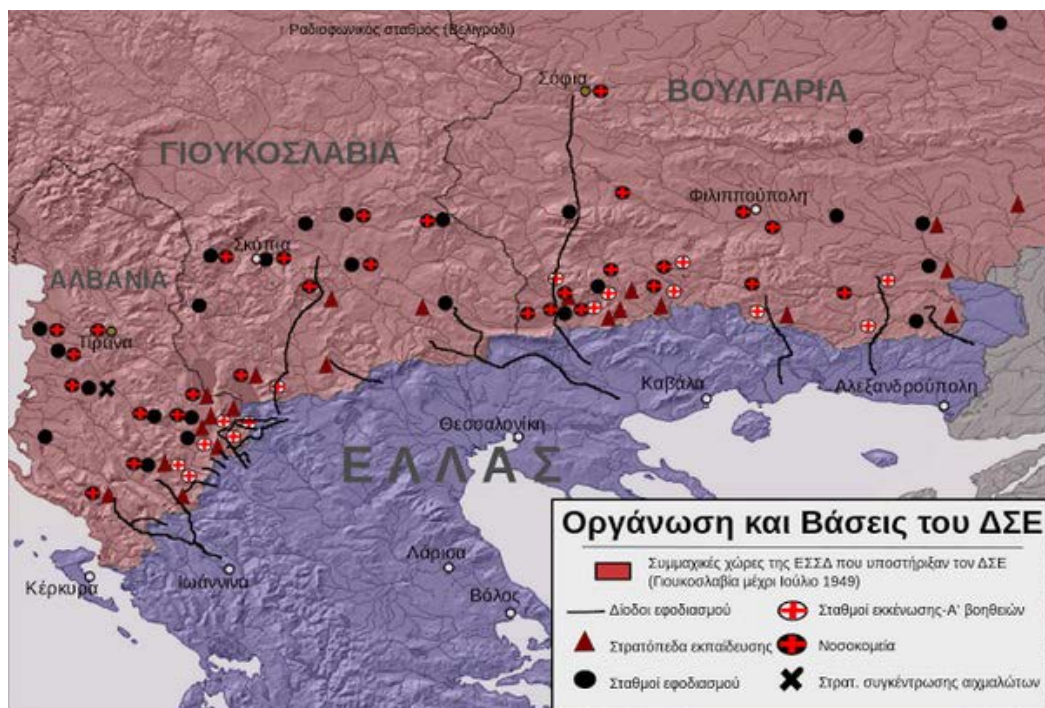 Ραδιοφωνικός σταθμός (Βελιγράδι)
Σόφια
ΒΟΥΛΓΑΡΙΑ
ΓΙΟΥΚΟΣΛΑΒΙΑ
Φιλιππούπολη
Σκόπια
ΑΛΒΑΝΙΑ
Τίρανα
Καβάλα
Αλεξανδρούπολη
Θεσσαλονίκη
ΕΛΛΑΣ
Λάρισα
Ιωάννινα
Κέρκυρα
Βόλος
Οργάνωση και Βάσεις του ΔΣΕ
Συμμαχικές χώρες της ΕΣΣΔ που υποστήριξαν τον ΔΣΕ
(Γιουκοσλαβία μέχρι Ιούλιο 1949)
Δίοδοι εφοδιασμού
Σταθμοί εκκένωσης-Α' βοηθειών
Στρατόπεδα εκπαίδευσης
Νοσοκομεία
Σταθμοί εφοδιασμού
Στρατ. συγκέντρωσης αιχμαλώτων